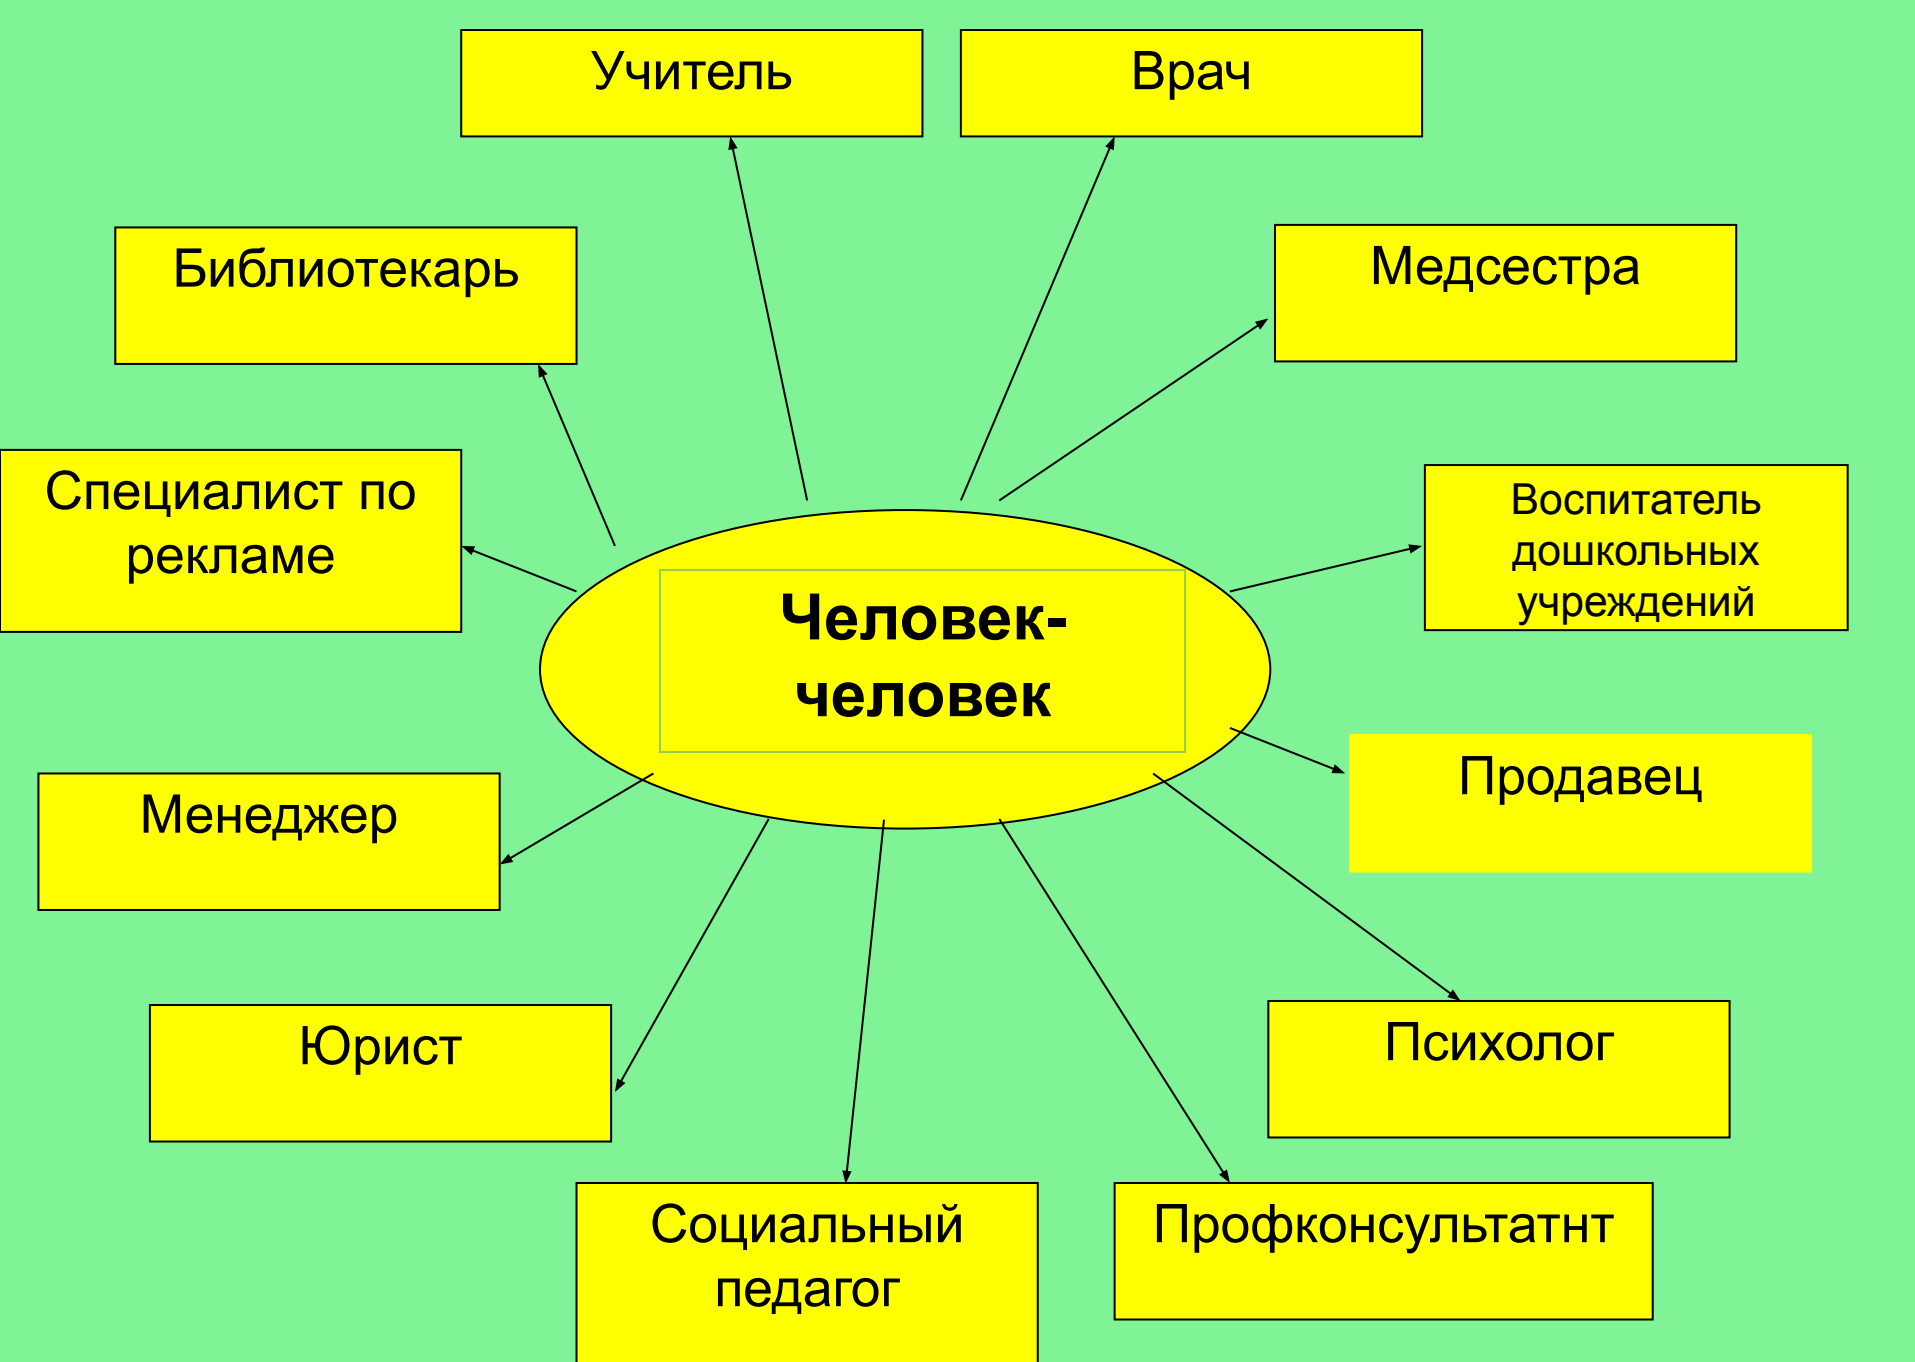 Учитель
Врач
Библиотекарь
Медсестра
Специалист по
рекламе
Воспитатель
дошкольных
учреждений
Человек-
человек
Менеджер
Продавец
Юрист
Психолог
Социальный
педагог
Профконсультатнт